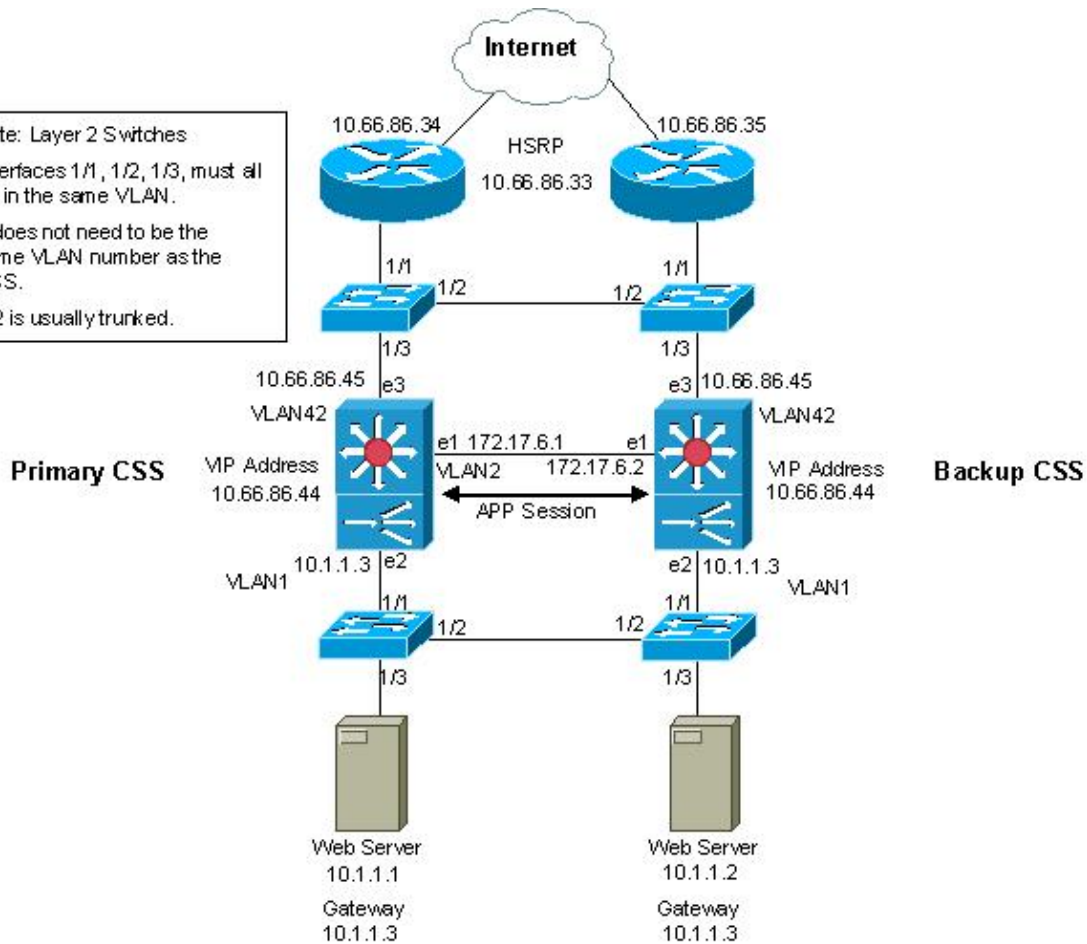 Internet
te: Layer 2 Switches
erfaces 1/1, 1/2, 1/3, must all
in the same VLAN.
does not need to be the
me VLAN number as the
SS.
2 is usually trunked.
10.66.86.34
10.66.86.35
HSRP
10.66.86.33
1/1
1/1
1/2
1/2
1/3
1/3
10.66.86.45
e3
e3
10.66.86.45
VLAN42
VLAN42
Primary CSS
VIP Address
10.66.86.44
e1 172.17.6.1
e1
VLAN2
172.17.6.2
APP Session
VIP Address
10.66.86.44
Backup CSS
10.1.1.3
e2
e2
10.1.1.3
VLAN1
VLAN1
1/1
1/1
1/2
1/2
1/3
1/3
Web Server
10.1.1.1
Gateway
10.1.1.3
Web Server
10.1.1.2
Gateway
10.1.1.3